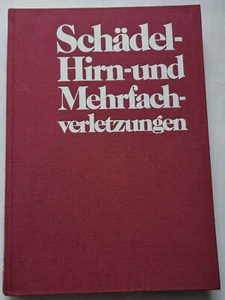 Schädel-
Hirn-und
Mehrfach-
verletzungen